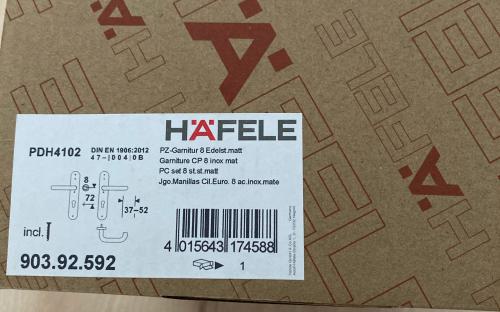 HÄFELE
PDH4102
DIN EN 1906:2012
47-|004|0B
PZ-Garnitur 8 Edelst.matt
Garniture CP 8 inox mat
PC set 8 st.st.matt
Jgo.Manillas Cil.Euro. 8 ac.inox.mate
8
72
37-52
incl.
903.92.592
4 015643 174588
1
Germany
HÄFELE